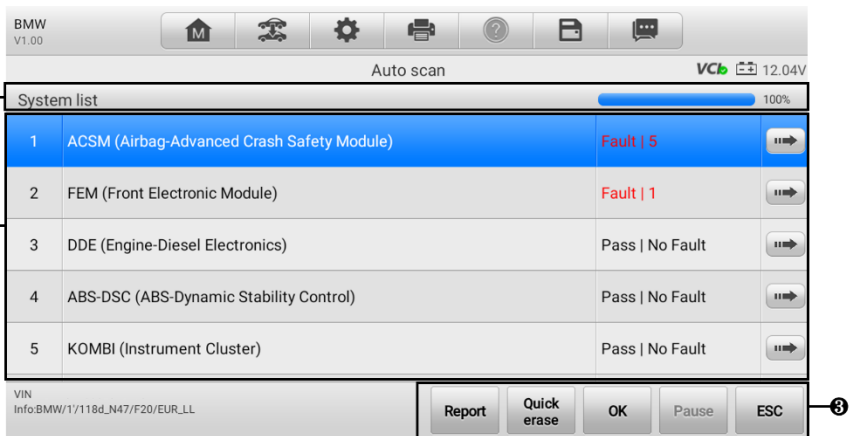 BMW
V1.00
M
?
Auto scan
VCI 12.04V
System list 100%
1 ACSM (Airbag-Advanced Crash Safety Module) Fault | 5
2 FEM (Front Electronic Module) Fault | 1
3 DDE (Engine-Diesel Electronics) Pass | No Fault
4 ABS-DSC (ABS-Dynamic Stability Control) Pass | No Fault
5 KOMBI (Instrument Cluster) Pass | No Fault
VIN
Info:BMW/1'/118d_N47/F20/EUR_LL
Report
Quick
erase
OK
Pause
ESC
❸